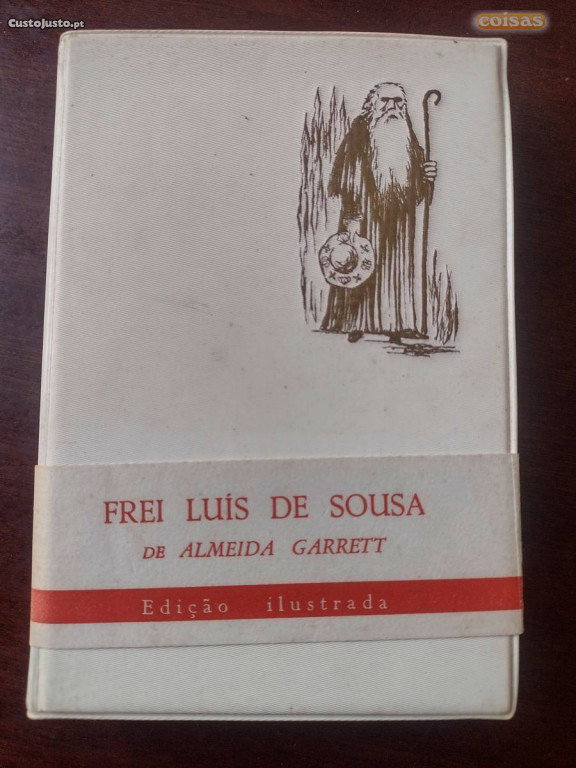 CustoJusto.pt
coisas
FREI LUÍS DE SOUSA
DE ALMEIDA GARRETT
Edição ilustrada